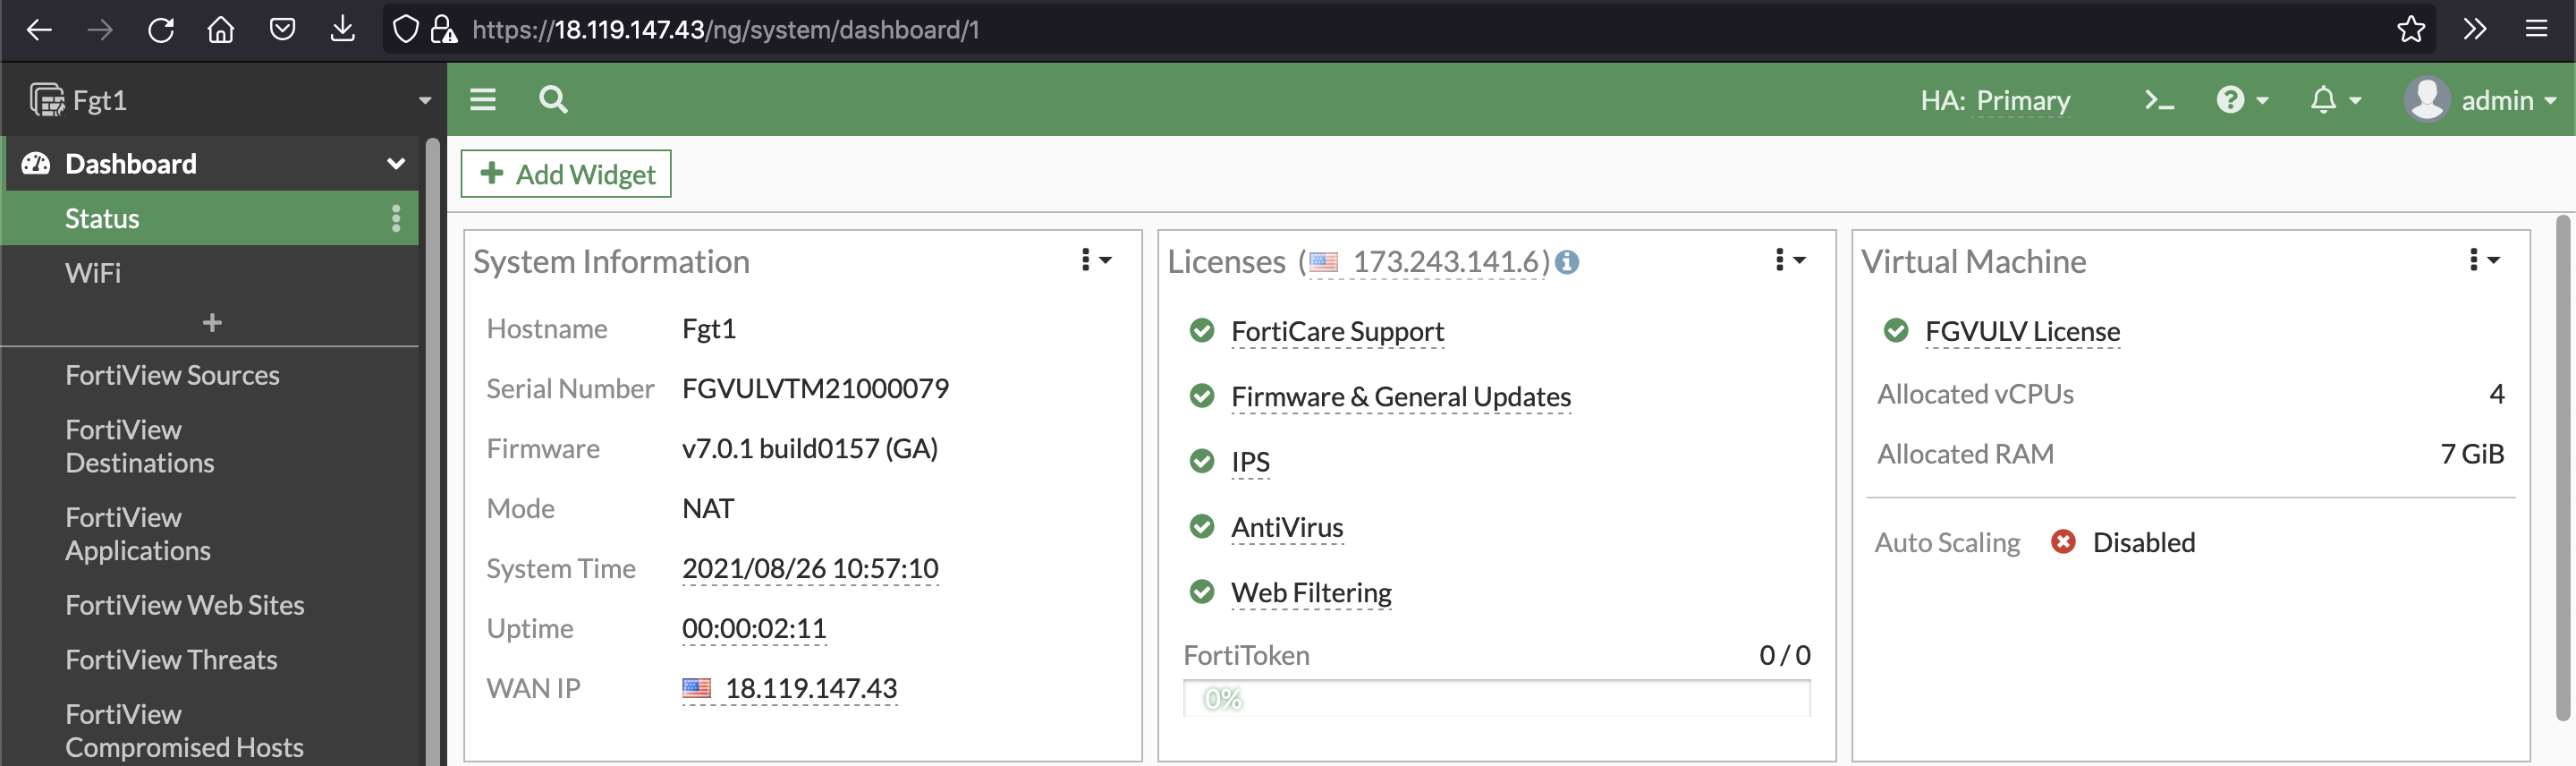 https://18.119.147.43/ng/system/dashboard/1
Fgt1
HA: Primary
admin
Dashboard
Status
WiFi
FortiView Sources
FortiView
Destinations
FortiView
Applications
FortiView Web Sites
FortiView Threats
FortiView
Compromised Hosts
+ Add Widget
System Information
Hostname Fgt1
Serial Number FGVULVTM21000079
Firmware v7.0.1 build0157 (GA)
Mode NAT
System Time 2021/08/26 10:57:10
Uptime 00:00:02:11
WAN IP 18.119.147.43
Licenses (173.243.141.6)
FortiCare Support
Firmware & General Updates
IPS
AntiVirus
Web Filtering
FortiToken 0 / 0
0%
Virtual Machine
FGVULV License
Allocated vCPUs 4
Allocated RAM 7 GiB
Auto Scaling Disabled